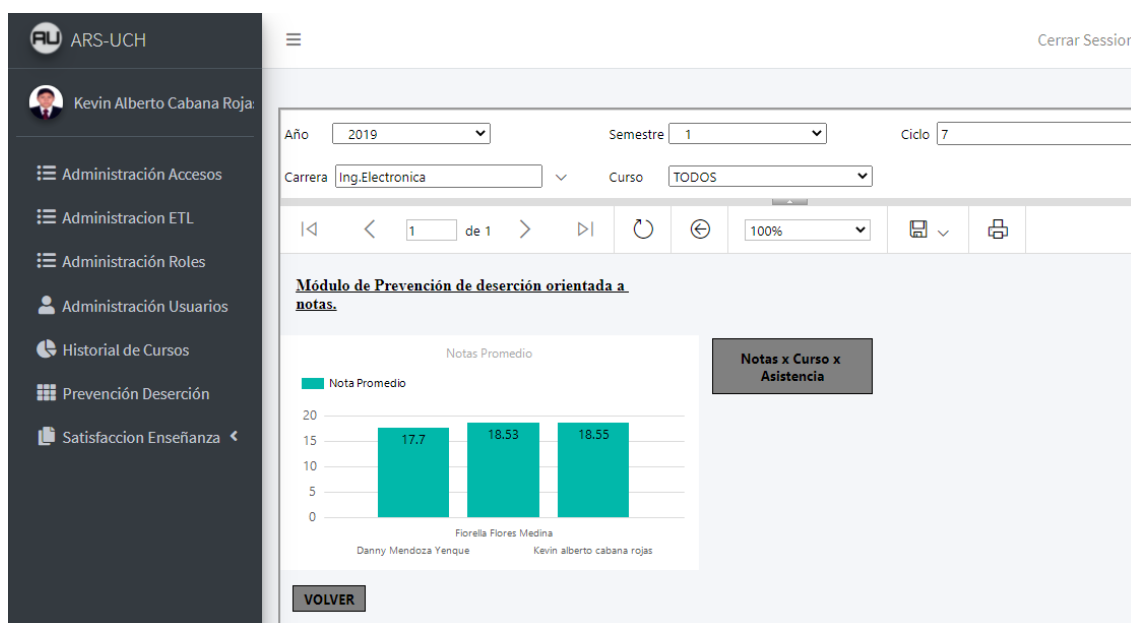 AU ARS-UCH
Cerrar Session
Kevin Alberto Cabana Rojas
Año 2019 Semestre 1 Ciclo 7
Carrera Ing.Electronica Curso TODOS
Administración Accesos
Administracion ETL
Administración Roles
Administración Usuarios
Historial de Cursos
Prevención Deserción
Satisfaccion Enseñanza
1 de 1 100%
Módulo de Prevención de deserción orientada a
notas.
Notas Promedio
Nota Promedio
20
15
10
5
0
17.7 18.53 18.55
Fiorella Flores Medina
Danny Mendoza Yenque Kevin alberto cabana rojas
Notas x Curso x
Asistencia
VOLVER